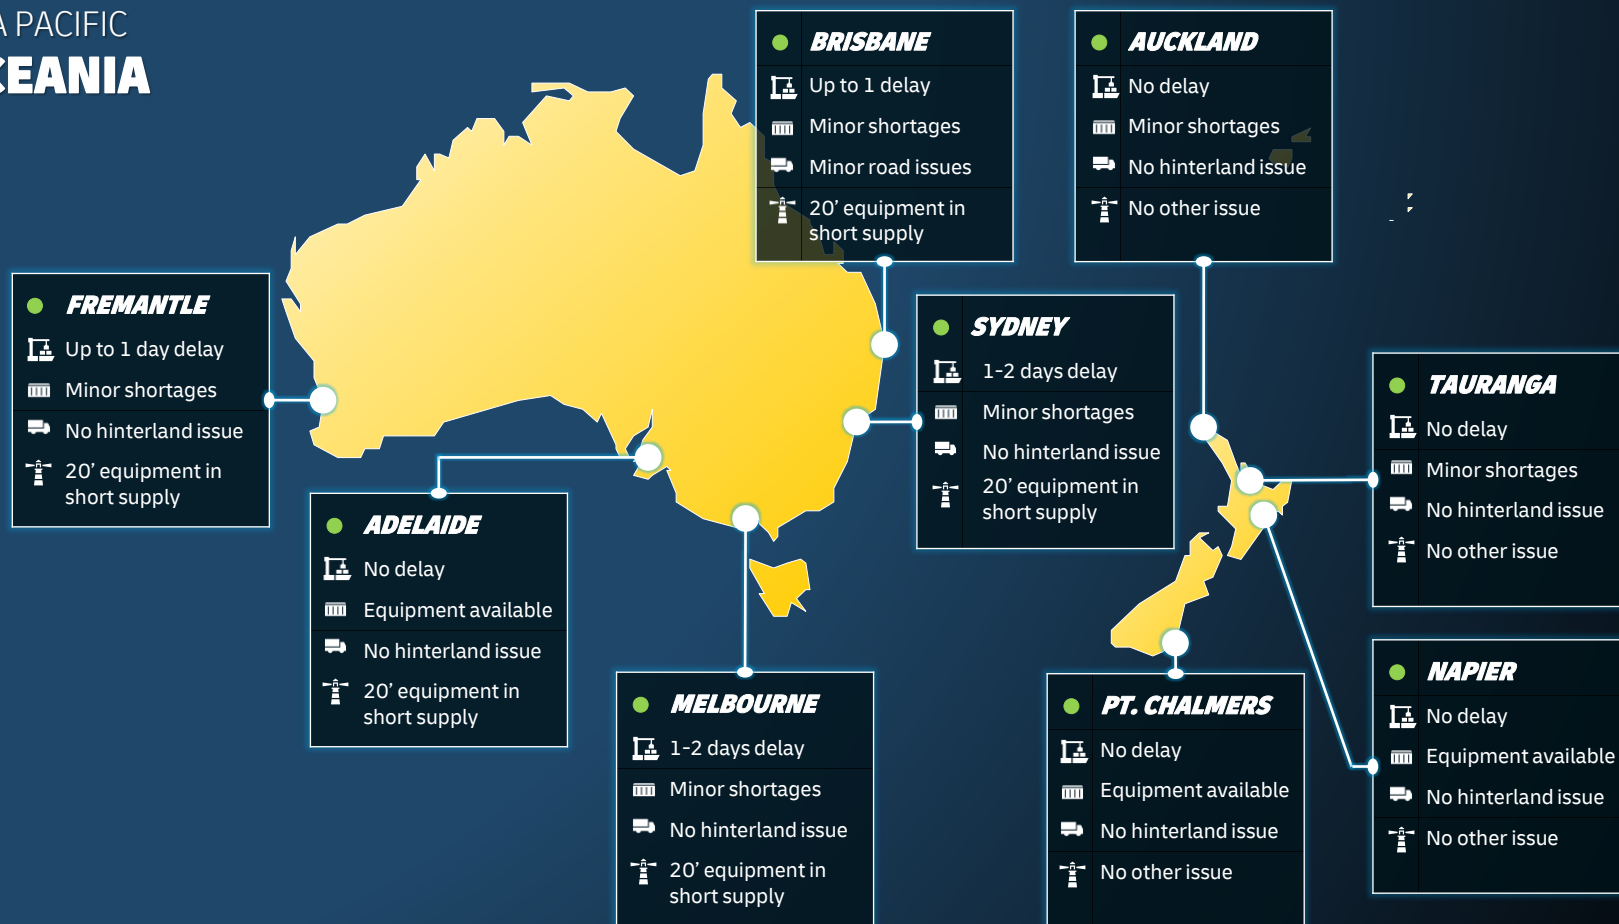 A PACIFIC
CEANIA
BRISBANE
Up to 1 delay
Minor shortages
Minor road issues
20’ equipment in
short supply
AUCKLAND
No delay
Minor shortages
No hinterland issue
No other issue
FREMANTLE
Up to 1 day delay
Minor shortages
No hinterland issue
20’ equipment in
short supply
SYDNEY
1-2 days delay
Minor shortages
No hinterland issue
20’ equipment in
short supply
TAURANGA
No delay
Minor shortages
No hinterland issue
No other issue
ADELAIDE
No delay
Equipment available
No hinterland issue
20’ equipment in
short supply
MELBOURNE
1-2 days delay
Minor shortages
No hinterland issue
20’ equipment in
short supply
PT. CHALMERS
No delay
Equipment available
No hinterland issue
No other issue
NAPIER
No delay
Equipment available
No hinterland issue
No other issue